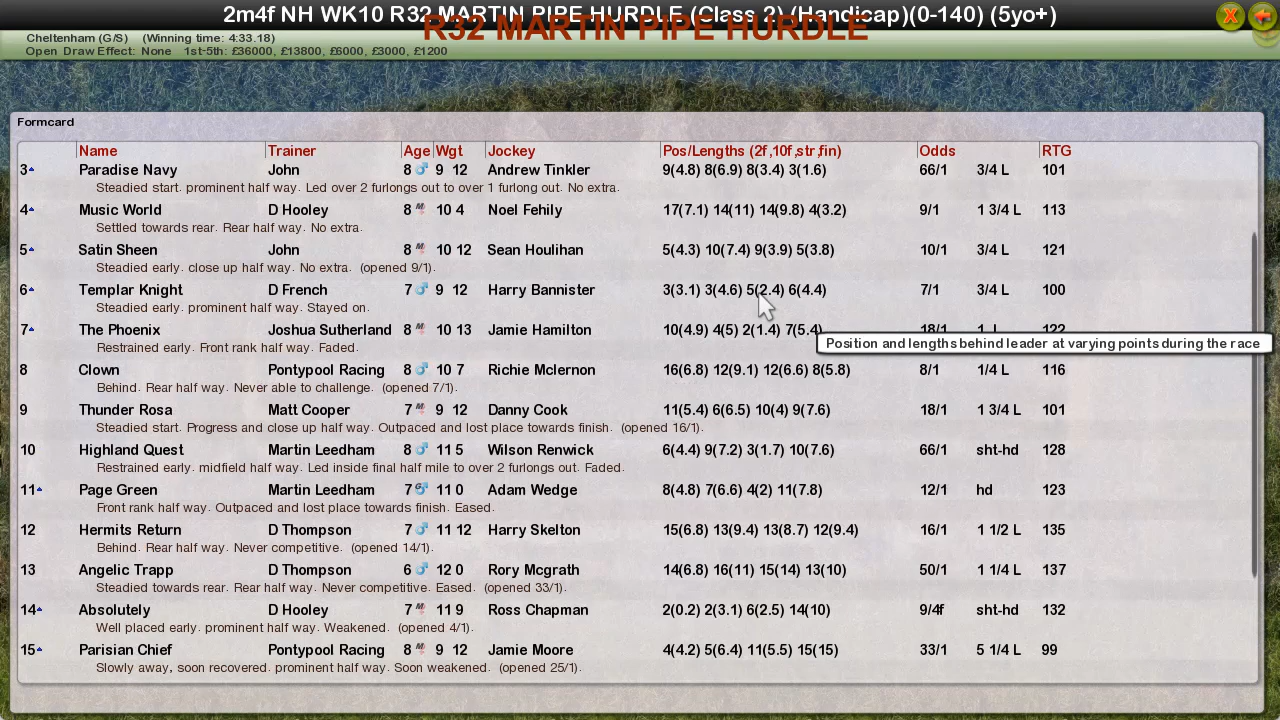 2m4f NH WK10 R32 MARTIN PIPE HURDLE (Class 2) (Handicap)(0-140) (5yo+)
R32 MARTIN PIPE HURDLE
Cheltenham (G/S) (Winning time: 4:33.18)
Open Draw Effect: None 1st-5th: £36000, £13800, £6000, £3000, £1200
Formcard
Name Trainer Age Wgt Jockey Pos/Lengths (2f,10f,str,fin) Odds RTG
3 Paradise Navy John 8 9 12 Andrew Tinkler 9(4.8) 8(6.9) 8(3.4) 3(1.6) 66/1 3/4 L 101
Steadied start. prominent half way. Led over 2 furlongs out to over 1 furlong out. No extra.
4 Music World D Hooley 8 10 4 Noel Fehily 17(7.1) 14(11) 14(9.8) 4(3.2) 9/1 1 3/4 L 113
Settled towards rear. Rear half way. No extra.
5 Satin Sheen John 8 10 12 Sean Houlihan 5(4.3) 10(7.4) 9(3.9) 5(3.8) 10/1 3/4 L 121
Steadied early. close up half way. No extra. (opened 9/1).
6 Templar Knight D French 7 9 12 Harry Bannister 3(3.1) 3(4.6) 5(2.4) 6(4.4) 7/1 3/4 L 100
Steadied early. prominent half way. Stayed on.
7 The Phoenix Joshua Sutherland 8 10 13 Jamie Hamilton 10(4.9) 4(5) 2(1.4) 7(5.4) 18/1 1 L 122
Restrained early. Front rank half way. Faded.
Position and lengths behind leader at varying points during the race
8 Clown Pontypool Racing 8 10 7 Richie Mclernon 16(6.8) 12(9.1) 12(6.6) 8(5.8) 8/1 1/4 L 116
Behind. Rear half way. Never able to challenge. (opened 7/1).
9 Thunder Rosa Matt Cooper 7 9 12 Danny Cook 11(5.4) 6(6.5) 10(4) 9(7.6) 18/1 1 3/4 L 101
Steadied start. Progress and close up half way. Outpaced and lost place towards finish. (opened 16/1).
10 Highland Quest Martin Leedham 8 11 5 Wilson Renwick 6(4.4) 9(7.2) 3(1.7) 10(7.6) 66/1 sht-hd 128
Restrained early. midfield half way. Led inside final half mile to over 2 furlongs out. Faded.
11 Page Green Martin Leedham 7 11 0 Adam Wedge 8(4.8) 7(6.6) 4(2) 11(7.8) 12/1 hd 123
Front rank half way. Outpaced and lost place towards finish. Eased.
12 Hermits Return D Thompson 7 11 12 Harry Skelton 15(6.8) 13(9.4) 13(8.7) 12(9.4) 16/1 1 1/2 L 135
Behind. Rear half way. Never competitive. (opened 14/1).
13 Angelic Trapp D Thompson 6 12 0 Rory Mcgrath 14(6.8) 16(11) 15(14) 13(10) 50/1 1 1/4 L 137
Steadied towards rear. Rear half way. Never competitive. Eased. (opened 33/1).
14 Absolutely D Hooley 7 11 9 Ross Chapman 2(0.2) 2(3.1) 6(2.5) 14(10) 9/4f sht-hd 132
Well placed early. prominent half way. Weakened. (opened 4/1).
15 Parisian Chief Pontypool Racing 8 9 12 Jamie Moore 4(4.2) 5(6.4) 11(5.5) 15(15) 33/1 5 1/4 L 99
Slowly away, soon recovered. prominent half way. Soon weakened. (opened 25/1).